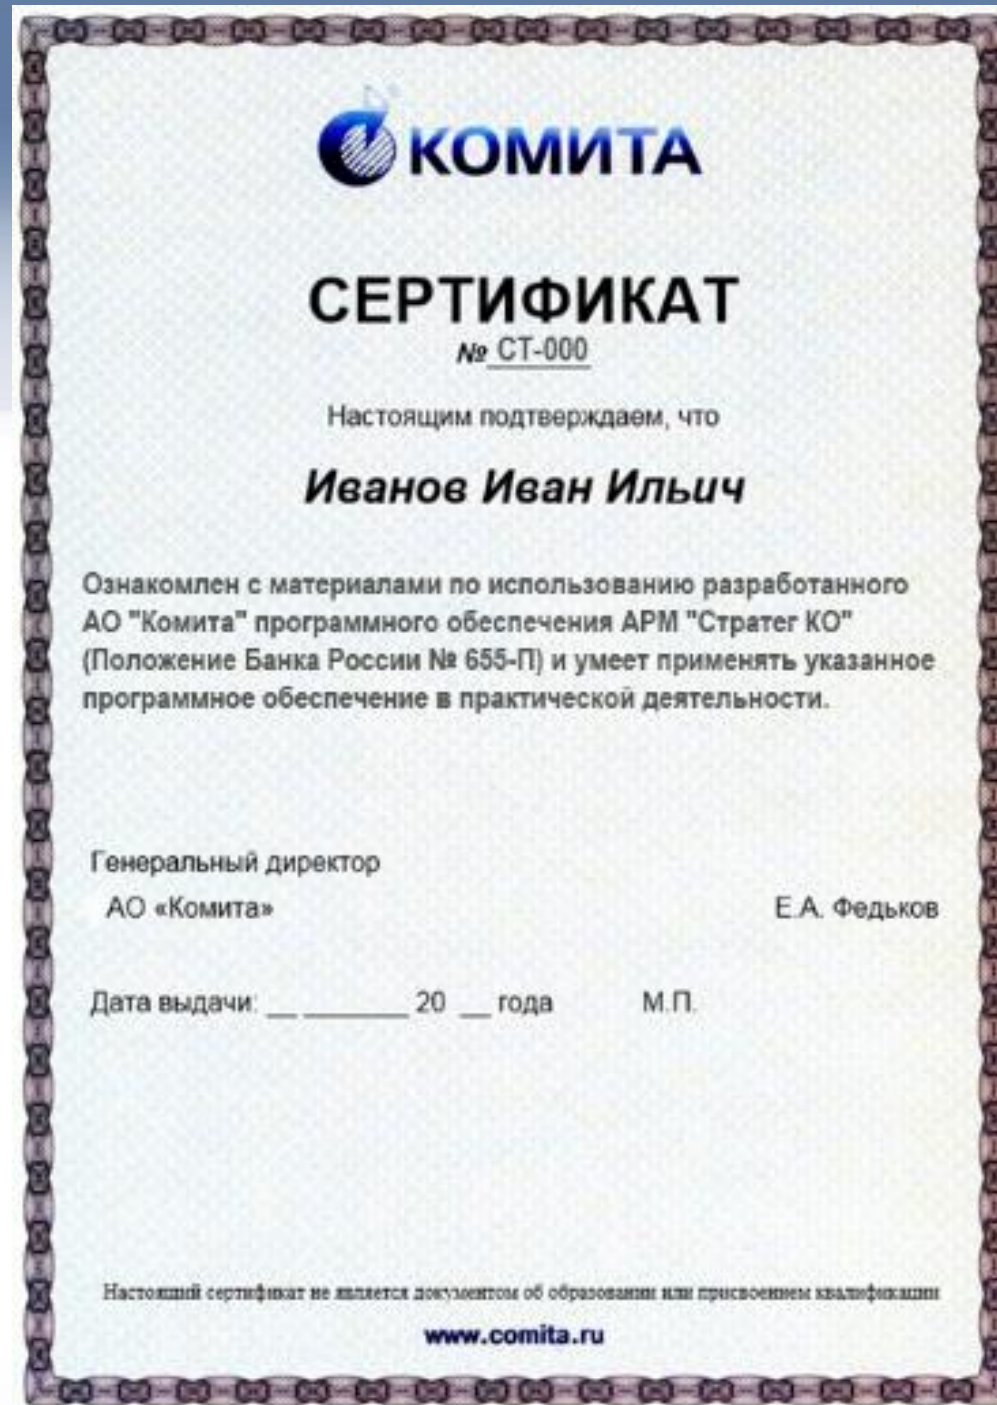 КОМИТА
СЕРТИФИКАТ
№ СТ-000
Настоящим подтверждаем, что
Иванов Иван Ильич
Ознакомлен с материалами по использованию разработанного
АО "Комита" программного обеспечения АРМ "Стратег КО"
(Положение Банка России № 655-П) и умеет применять указанное
программное обеспечение в практической деятельности.
Генеральный директор
АО «Комита» Е.А. Федьков
Дата выдачи: __ _______ 20 __ года М.П.
Настоящий сертификат не является документом об образовании или присвоением квалификации
www.comita.ru